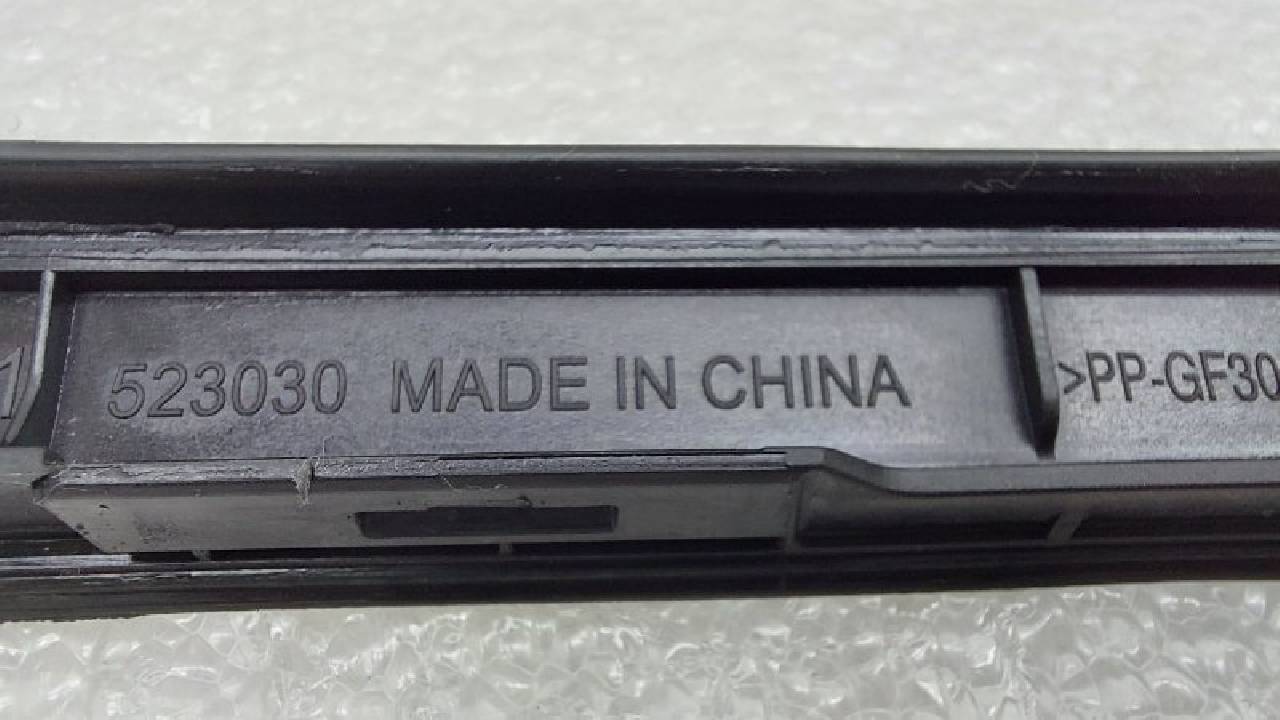 523030 MADE IN CHINA >PP-GF30